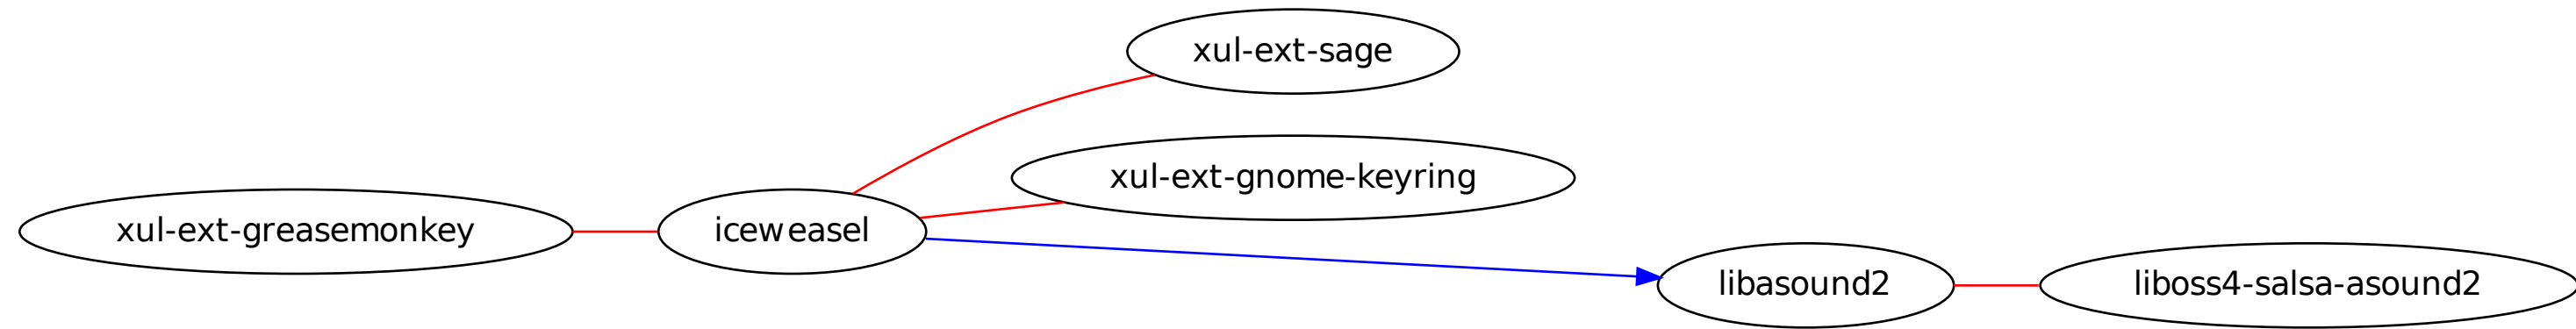 xul-ext-sage
xul-ext-gnome-keyring
xul-ext-greasemonkey
iceweasel
libasound2
liboss4-salsa-asound2